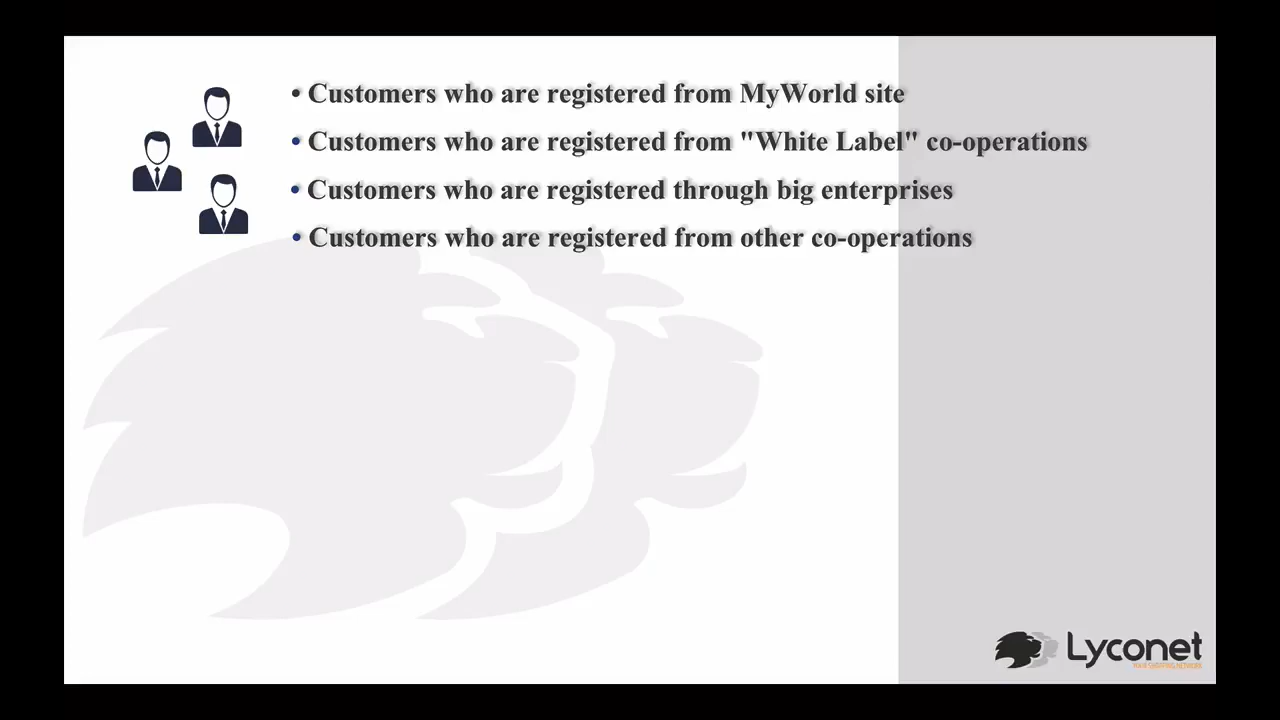 • Customers who are registered from MyWorld site
• Customers who are registered from "White Label" co-operations
• Customers who are registered through big enterprises
• Customers who are registered from other co-operations
Lyconet